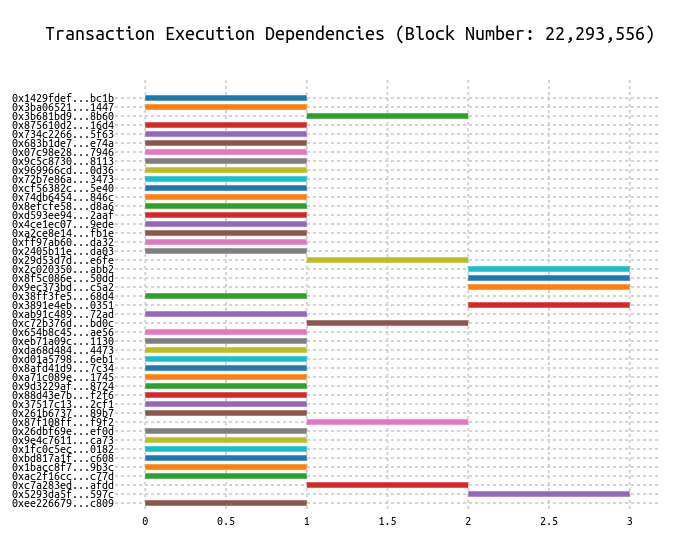 Transaction Execution Dependencies (Block Number: 22,293,556)
0x1429fdef...bc1b
0x3ba06521...1447
0x3b681bd9...8b60
0x075610d2...16d4
0x734c2266...5f63
0x683b1de7...e74a
0x07c98e28...7946
0x9c5c8730...8113
0x969966cd...0d36
0x72b7e86a...3473
0xcf56382c...5e40
0x74db6454...846c
0x8efcfe58...d8a6
0xd593ee94...2aaf
0x4ce1ec07...9ede
0xa2ce8e14...fb1e
0xff97ab60...da32
0x2405b11e...da03
0x29d53d7d...e6fe
0x2c020350...abb2
0x8f5c086e...50dd
0x9ec373bd...c5a2
0x38ff3fe5...68d4
0x3891e4eb...0351
0xab91c489...72ad
0xc72b376d...bd0c
0x654b8c45...ae56
0xeb71a09c...1130
0xda68d484...4473
0xd01a5798...6eb1
0x8afd41d9...7c34
0xa71c089e...1745
0x9d3229af...8724
0x88d43e7b...f2f6
0x37517c13...2cf1
0x261b6737...89b7
0x87f108ff...f9f2
0x26dbf69e...ef0d
0x9e4c7611...ca73
0x1fc0c5ec...0182
0xbd817a1f...c608
0x1bacc8f7...9b3c
0xac2f16cc...c77d
0xc7a283ed...afdd
0x5293da5f...597c
0xee226679...c809
0 0.5 1 1.5 2 2.5 3